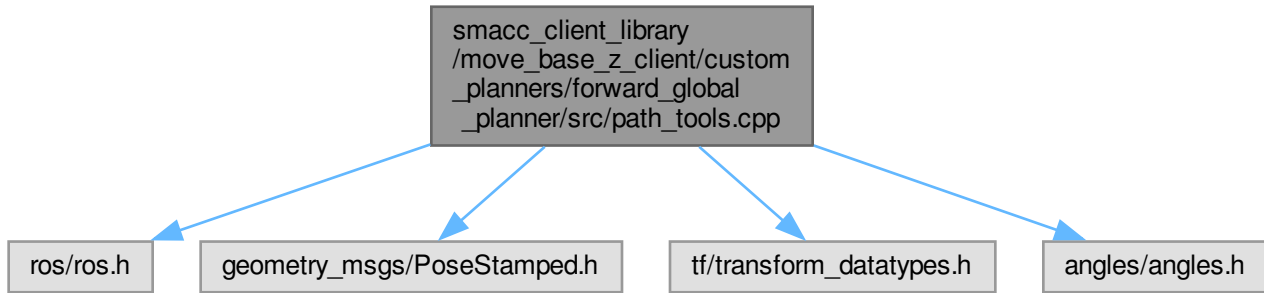 smacc_client_library
/move_base_z_client/custom
_planners/forward_global
_planner/src/path_tools.cpp
ros/ros.h
geometry_msgs/PoseStamped.h
tf/transform_datatypes.h
angles/angles.h